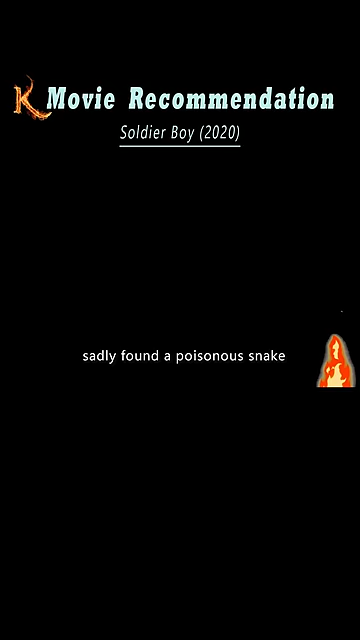 K Movie Recommendation
Soldier Boy (2020)
sadly found a poisonous snake